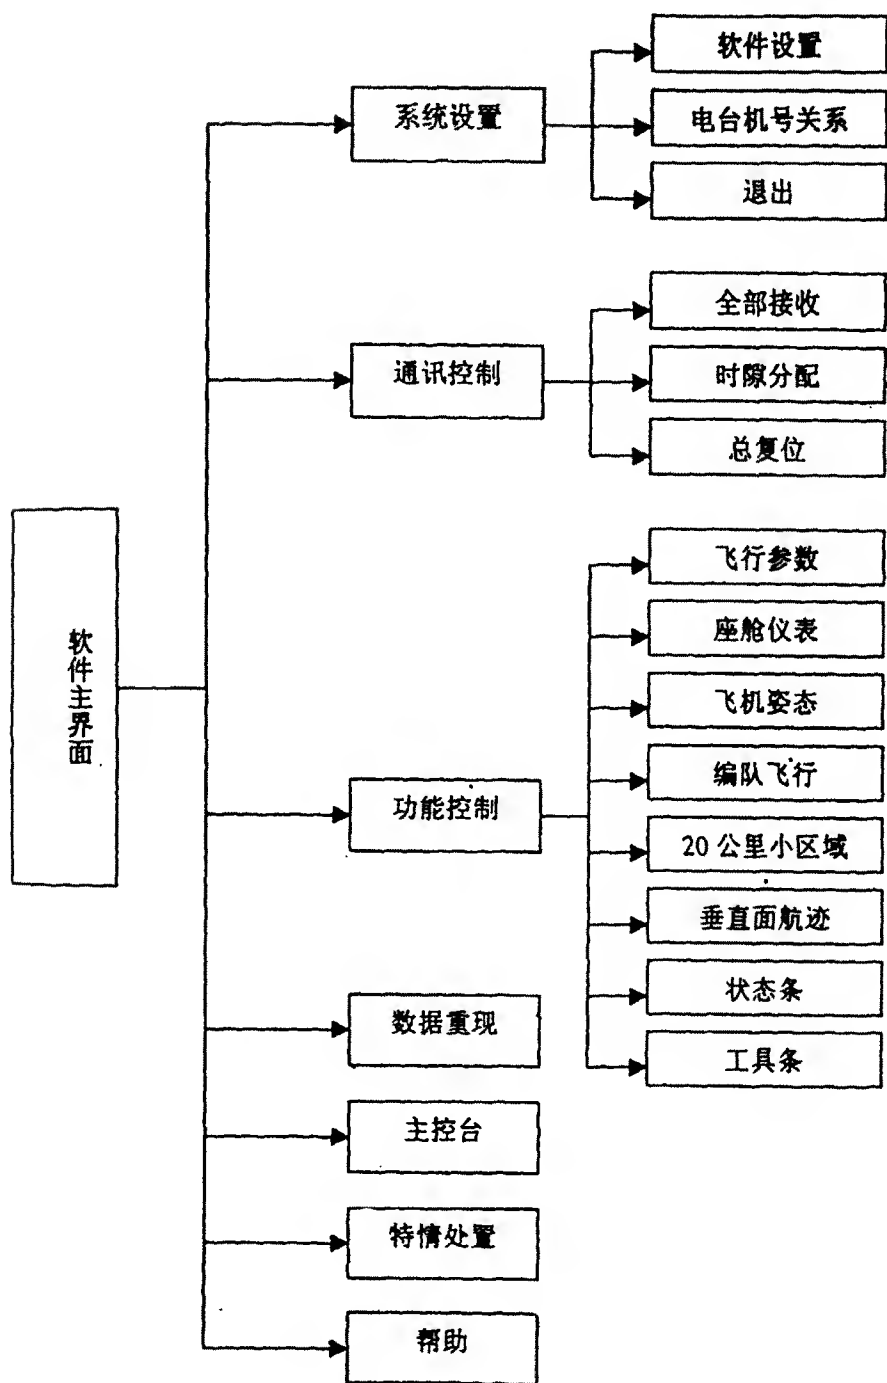 软件主界面
系统设置
软件设置
电台机号关系
退出
通讯控制
全部接收
时隙分配
总复位
功能控制
飞行参数
座舱仪表
飞机姿态
编队飞行
20公里小区域
垂直面航迹
状态条
工具条
数据重现
主控台
特情处置
帮助